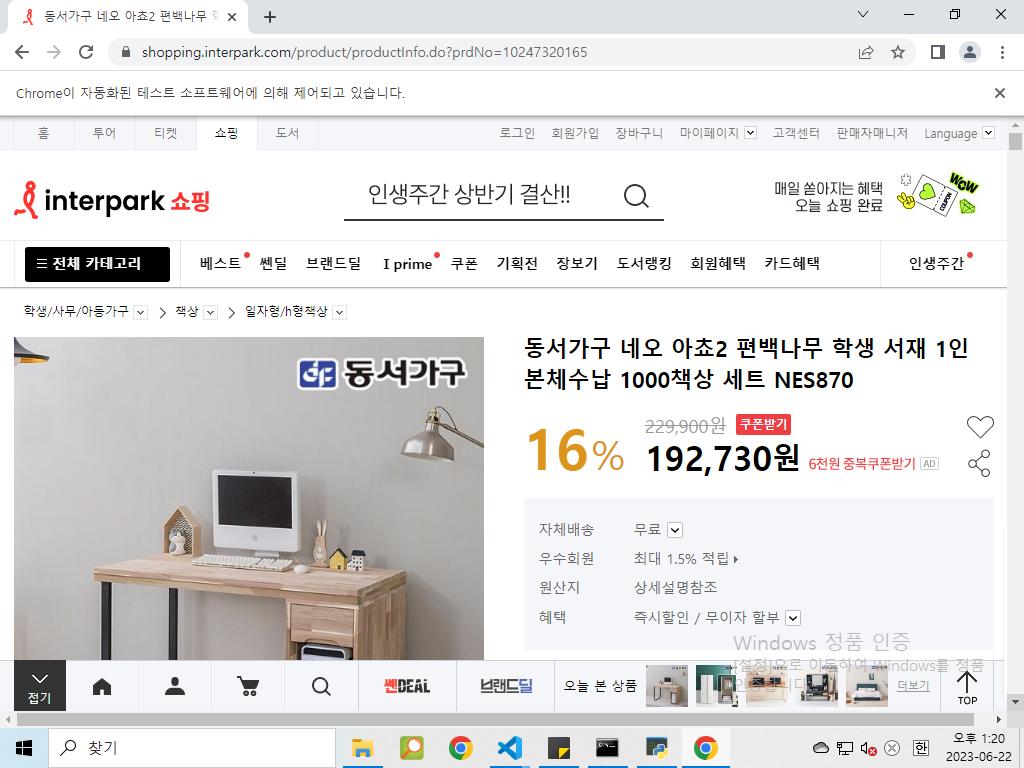 동서가구 네오 아쵸2 편백나무 학
shopping.interpark.com/product/productInfo.do?prdNo=10247320165
Chrome이 자동화된 테스트 소프트웨어에 의해 제어되고 있습니다.
홈 투어 티켓 쇼핑 도서 로그인 회원가입 장바구니 마이페이지 고객센터 판매자매니저 Language
interpark 쇼핑 인생주간 상반기 결산!!
매일 쏟아지는 혜택
오늘 쇼핑 완료
WOW
COUPON
전체 카테고리 베스트 쎈딜 브랜드딜 I prime 쿠폰 기획전 장보기 도서랭킹 회원혜택 카드혜택 인생주간
학생/사무/아동가구 책상 일자형/h형책상
동서가구
동서가구 네오 아쵸2 편백나무 학생 서재 1인
본체수납 1000책상 세트 NES870
16% 229,900원 쿠폰받기
192,730원 6천원 중복쿠폰받기 AD
자체배송 무료
우수회원 최대 1.5% 적립
원산지 상세설명참조
혜택 즉시할인 / 무이자 할부
Windows 정품 인증
[설정]으로 이동하여 Windows를 정품
접기 쎈DEAL 브랜드딜 오늘 본 상품 더보기 TOP
찾기 한 오후 1:20
2023-06-22